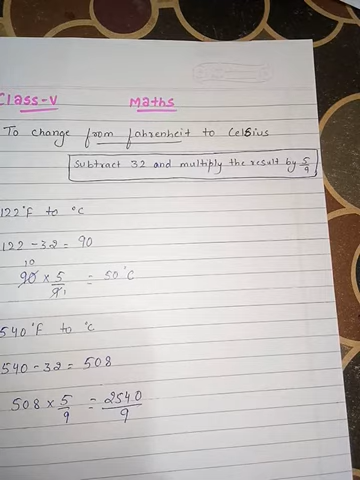 Class-V Maths
To change from fahrenheit to Celsius
Subtract 32 and multiply the result by 5/9
122°F to °C
122 - 32 = 90
10
90 × 5/9 1 = 50°C
540°F to °C
540 - 32 = 508
508 × 5/9 = 2540/9